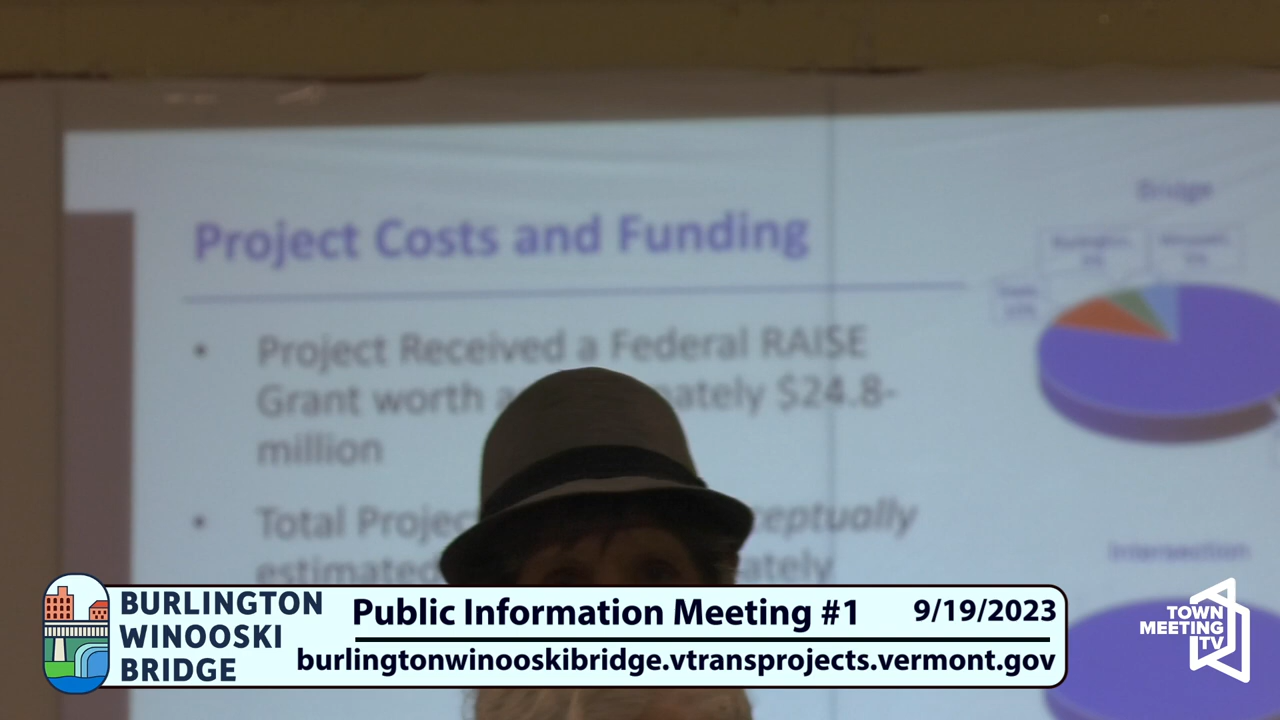 Project Costs and Funding
Bridge
• Project Received a Federal RAISE
Grant worth nately $24.8-
million
• Total Projec ceptually
estimated ately
Intersection
BURLINGTON
WINOOSKI
BRIDGE
Public Information Meeting #1 9/19/2023
burlingtonwinooskibridge.vtransprojects.vermont.gov
TOWN
MEETING
TV